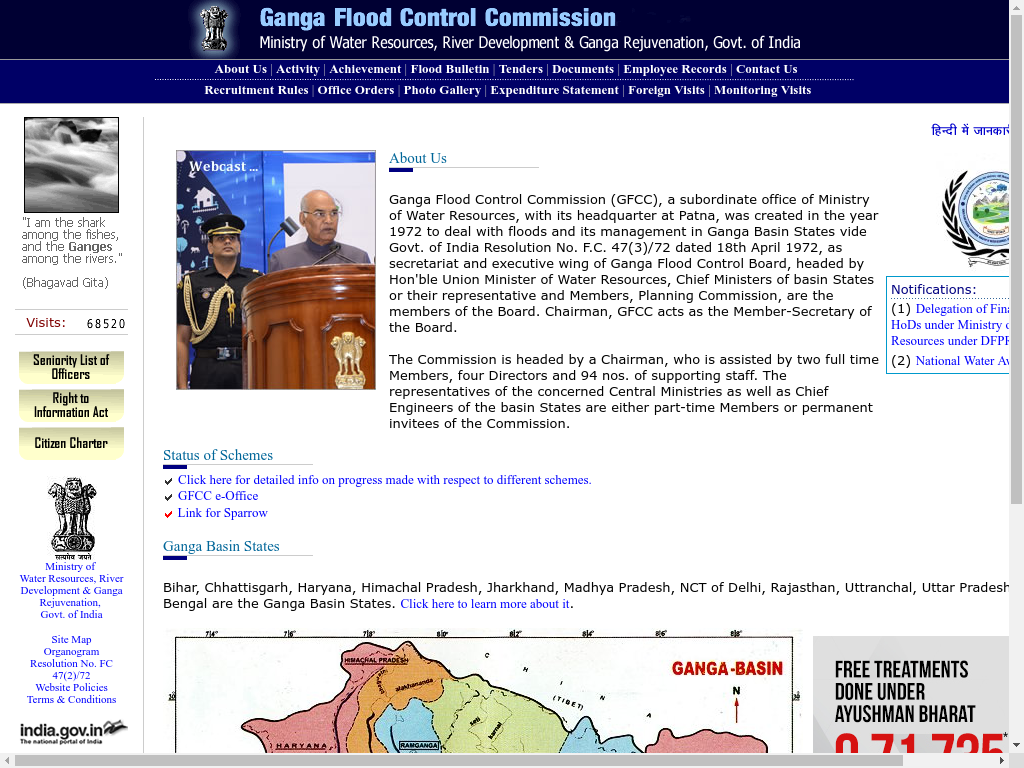 Ganga Flood Control Commission
Ministry of Water Resources, River Development & Ganga Rejuvenation, Govt. of India
About Us | Activity | Achievement | Flood Bulletin | Tenders | Documents | Employee Records | Contact Us
Recruitment Rules | Office Orders | Photo Gallery | Expenditure Statement | Foreign Visits | Monitoring Visits
"I am the shark
among the fishes,
and the Ganges
among the rivers."
(Bhagavad Gita)
Visits: 68520
Seniority List of
Officers
Right to
Information Act
Citizen Charter
सत्यमेव जयते
Ministry of
Water Resources, River
Development & Ganga
Rejuvenation,
Govt. of India
Site Map
Organogram
Resolution No. FC
47(2)/72
Website Policies
Terms & Conditions
india.gov.in
The national portal of India
Webcast ...
About Us
Ganga Flood Control Commission (GFCC), a subordinate office of Ministry
of Water Resources, with its headquarter at Patna, was created in the year
1972 to deal with floods and its management in Ganga Basin States vide
Govt. of India Resolution No. F.C. 47(3)/72 dated 18th April 1972, as
secretariat and executive wing of Ganga Flood Control Board, headed by
Hon'ble Union Minister of Water Resources, Chief Ministers of basin States
or their representative and Members, Planning Commission, are the
members of the Board. Chairman, GFCC acts as the Member-Secretary of
the Board.
The Commission is headed by a Chairman, who is assisted by two full time
Members, four Directors and 94 nos. of supporting staff. The
representatives of the concerned Central Ministries as well as Chief
Engineers of the basin States are either part-time Members or permanent
invitees of the Commission.
Status of Schemes
Click here for detailed info on progress made with respect to different schemes.
GFCC e-Office
Link for Sparrow
Ganga Basin States
Bihar, Chhattisgarh, Haryana, Himachal Pradesh, Jharkhand, Madhya Pradesh, NCT of Delhi, Rajasthan, Uttranchal, Uttar Pradesh
Bengal are the Ganga Basin States. Click here to learn more about it.
हिन्दी में जानकारी
Notifications:
(1) Delegation of Fina
HoDs under Ministry o
Resources under DFPR
(2) National Water Aw
GANGA-BASIN
N
HIMACHAL PRADESH
alakhananda
C H I N A
(TIBET)
HARYANA
RAMGANGA
FREE TREATMENTS
DONE UNDER
AYUSHMAN BHARAT
9,71,725*